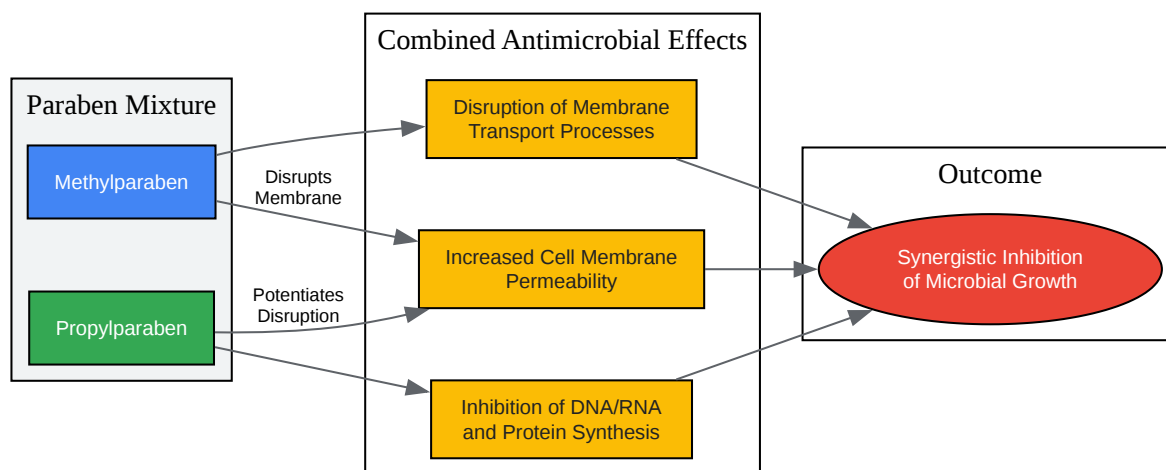 Paraben Mixture
Methylparaben
Propylparaben
Disrupts
Membrane
Potentiates
Disruption
Combined Antimicrobial Effects
Disruption of Membrane
Transport Processes
Increased Cell Membrane
Permeability
Inhibition of DNA/RNA
and Protein Synthesis
Outcome
Synergistic Inhibition
of Microbial Growth